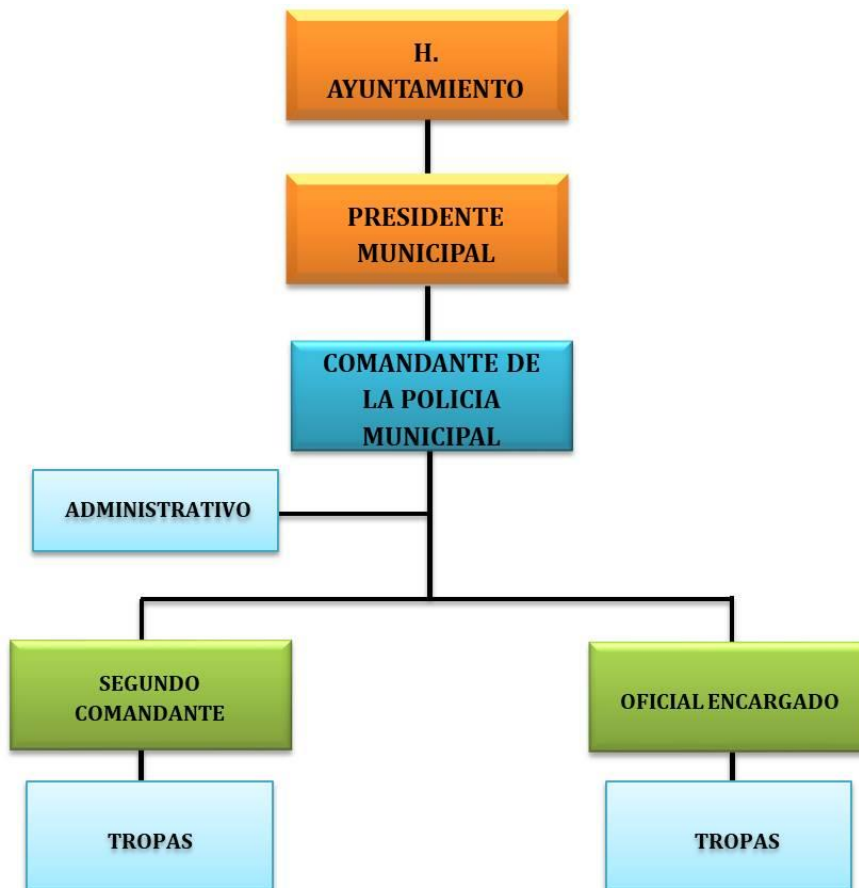 H.
AYUNTAMIENTO
PRESIDENTE
MUNICIPAL
COMANDANTE DE
LA POLICIA
MUNICIPAL
ADMINISTRATIVO
SEGUNDO
COMANDANTE
OFICIAL ENCARGADO
TROPAS
TROPAS